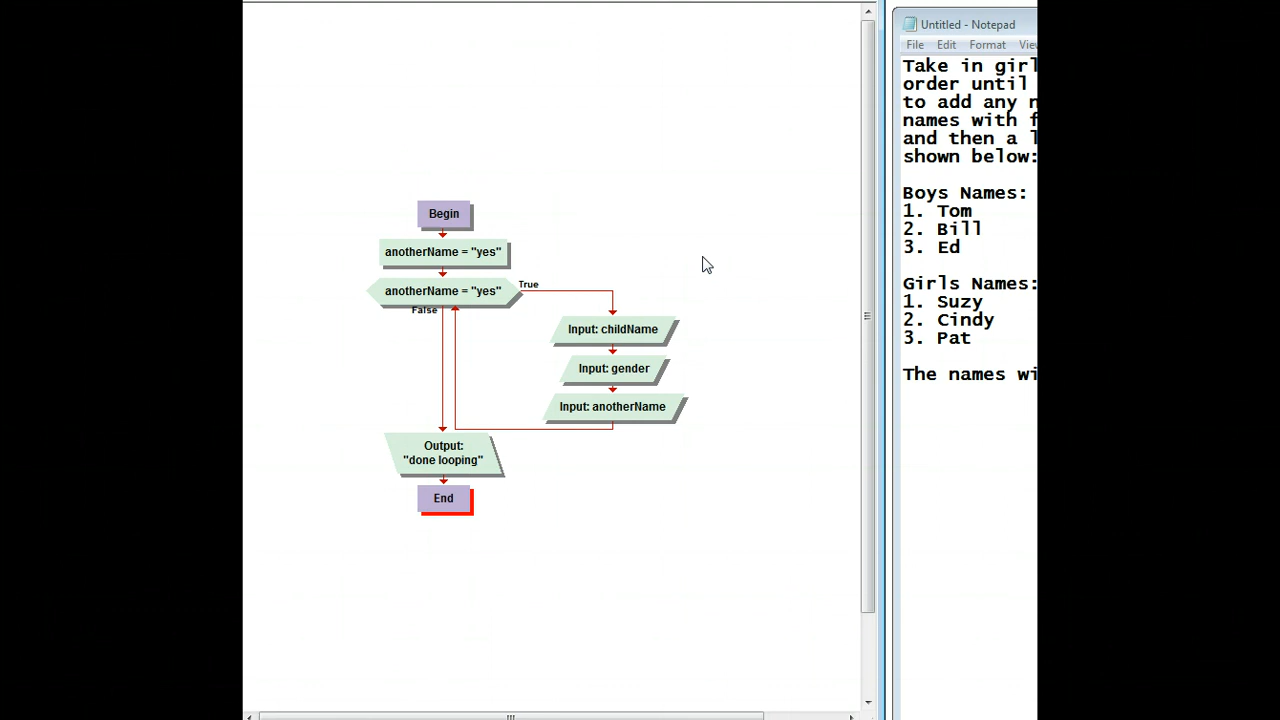 Begin
anotherName = "yes"
anotherName = "yes"
True
False
Input: childName
Input: gender
Input: anotherName
Output:
"done looping"
End
Untitled - Notepad
File Edit Format
Take in
order until
to add any
names with
and then a
shown below:
Boys Names:
1. Tom
2. Bill
3. Ed
Girls Names:
1. Suzy
2. Cindy
3. Pat
The names